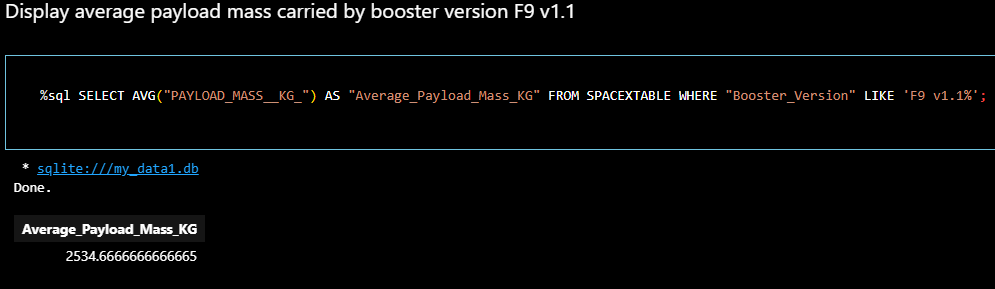 Display average payload mass carried by booster version F9 v1.1
%sql SELECT AVG("PAYLOAD_MASS__KG_") AS "Average_Payload_Mass_KG" FROM SPACEXTABLE WHERE "Booster_Version" LIKE 'F9 v1.1%';
* sqlite:///my_data1.db
Done.
Average_Payload_Mass_KG
2534.6666666666665